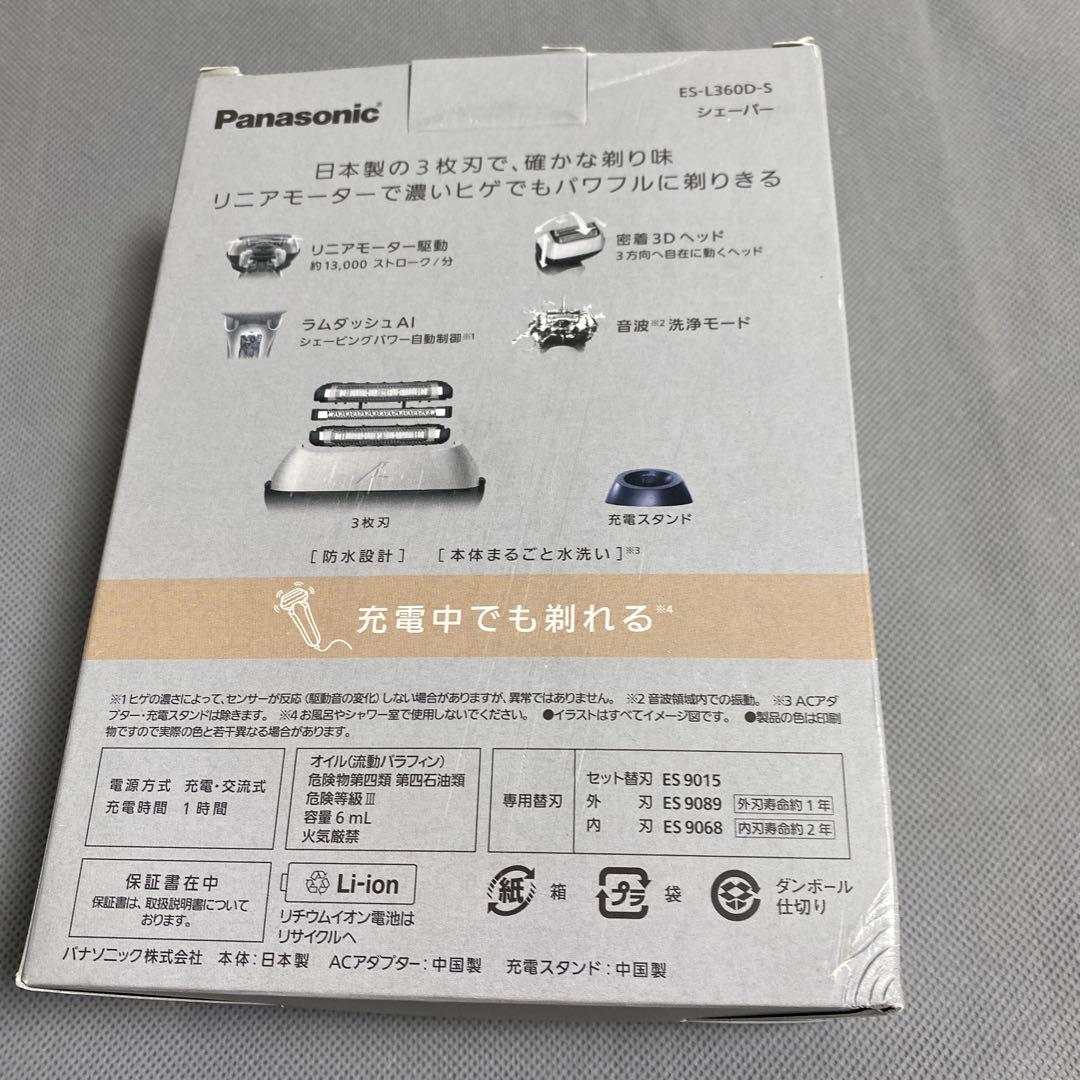 Panasonic
ES-L360D-S
シェーバー
日本製の3枚刃で、確かな剃り味
リニアモーターで濃いヒゲでもパワフルに剃りきる
リニアモーター駆動
約13,000 ストローク/分
密着3Dヘッド
3方向へ自在に動くヘッド
ラムダッシュAI
シェービングパワー自動制御※1
音波※2洗浄モード
3枚刃
充電スタンド
[防水設計] [本体まるごと水洗い]※3
充電中でも剃れる※4
※1 ヒゲの濃さによって、センサーが反応(駆動音の変化)しない場合がありますが、異常ではありません。 ※2 音波領域内での振動。 ※3 ACアダ
プター・充電スタンドは除きます。 ※4 お風呂やシャワー室で使用しないでください。 ●イラストはすべてイメージ図です。 ●製品の色は印刷
物ですので実際の色と若干異なる場合があります。
電源方式 充電・交流式
充電時間 1時間
オイル(流動パラフィン)
危険物第四類 第四石油類
危険等級Ⅲ
容量 6 mL
火気厳禁
専用替刃
セット替刃 ES 9015
外 刃 ES 9089 外刃寿命約1年
内 刃 ES 9068 内刃寿命約2年
保証書在中
保証書は、取扱説明書について
おります。
Li-ion
リチウムイオン電池は
リサイクルへ
紙 箱
プラ 袋
ダンボール
仕切り
パナソニック株式会社 本体:日本製 ACアダプター:中国製 充電スタンド:中国製